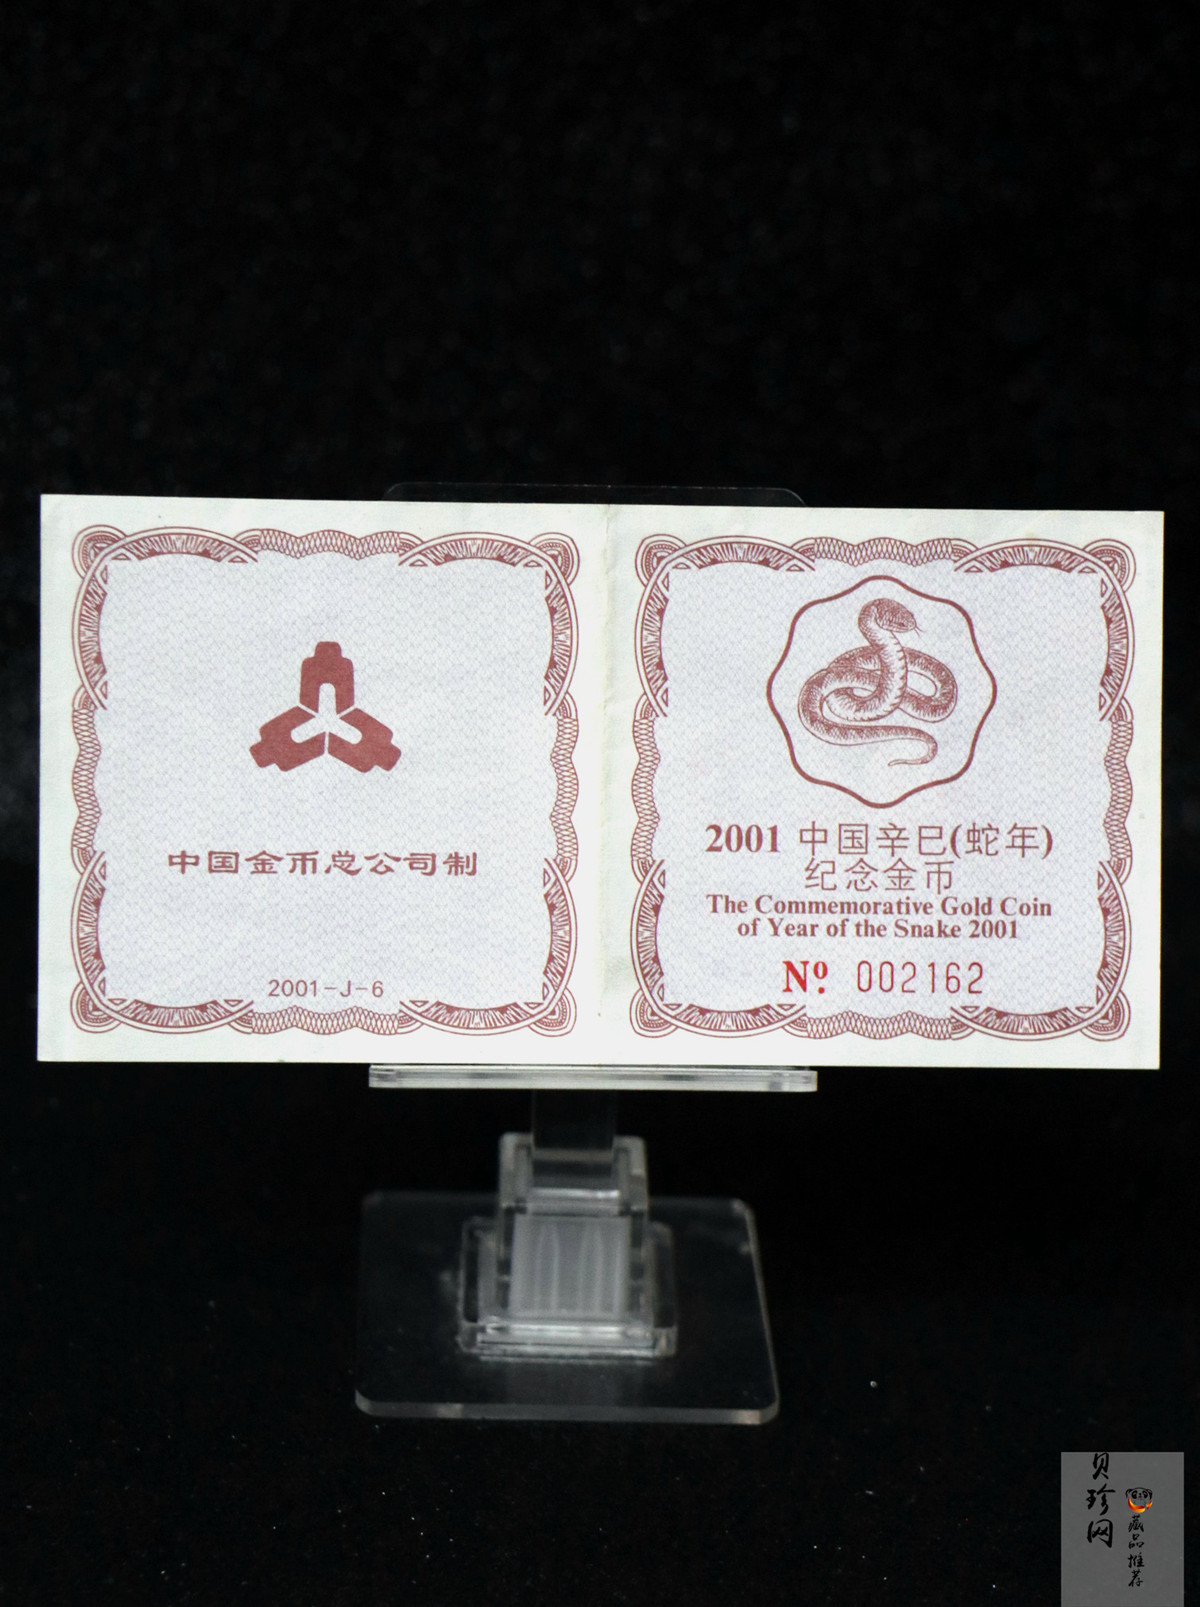 中国金币总公司制
2001-J-6
2001 中国辛巳(蛇年)
纪念金币
The Commemorative Gold Coin
of Year of the Snake 2001
Nº 002162
贝珍网
藏品推荐